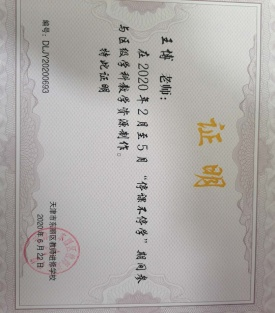 证明
王博 老师：
在2020年2月至5月“停课不停学”期间参
与区级学科教学资源制作。
特此证明
天津市东丽区教师进修学校
2020年6月22日
编号：DLJY20200693